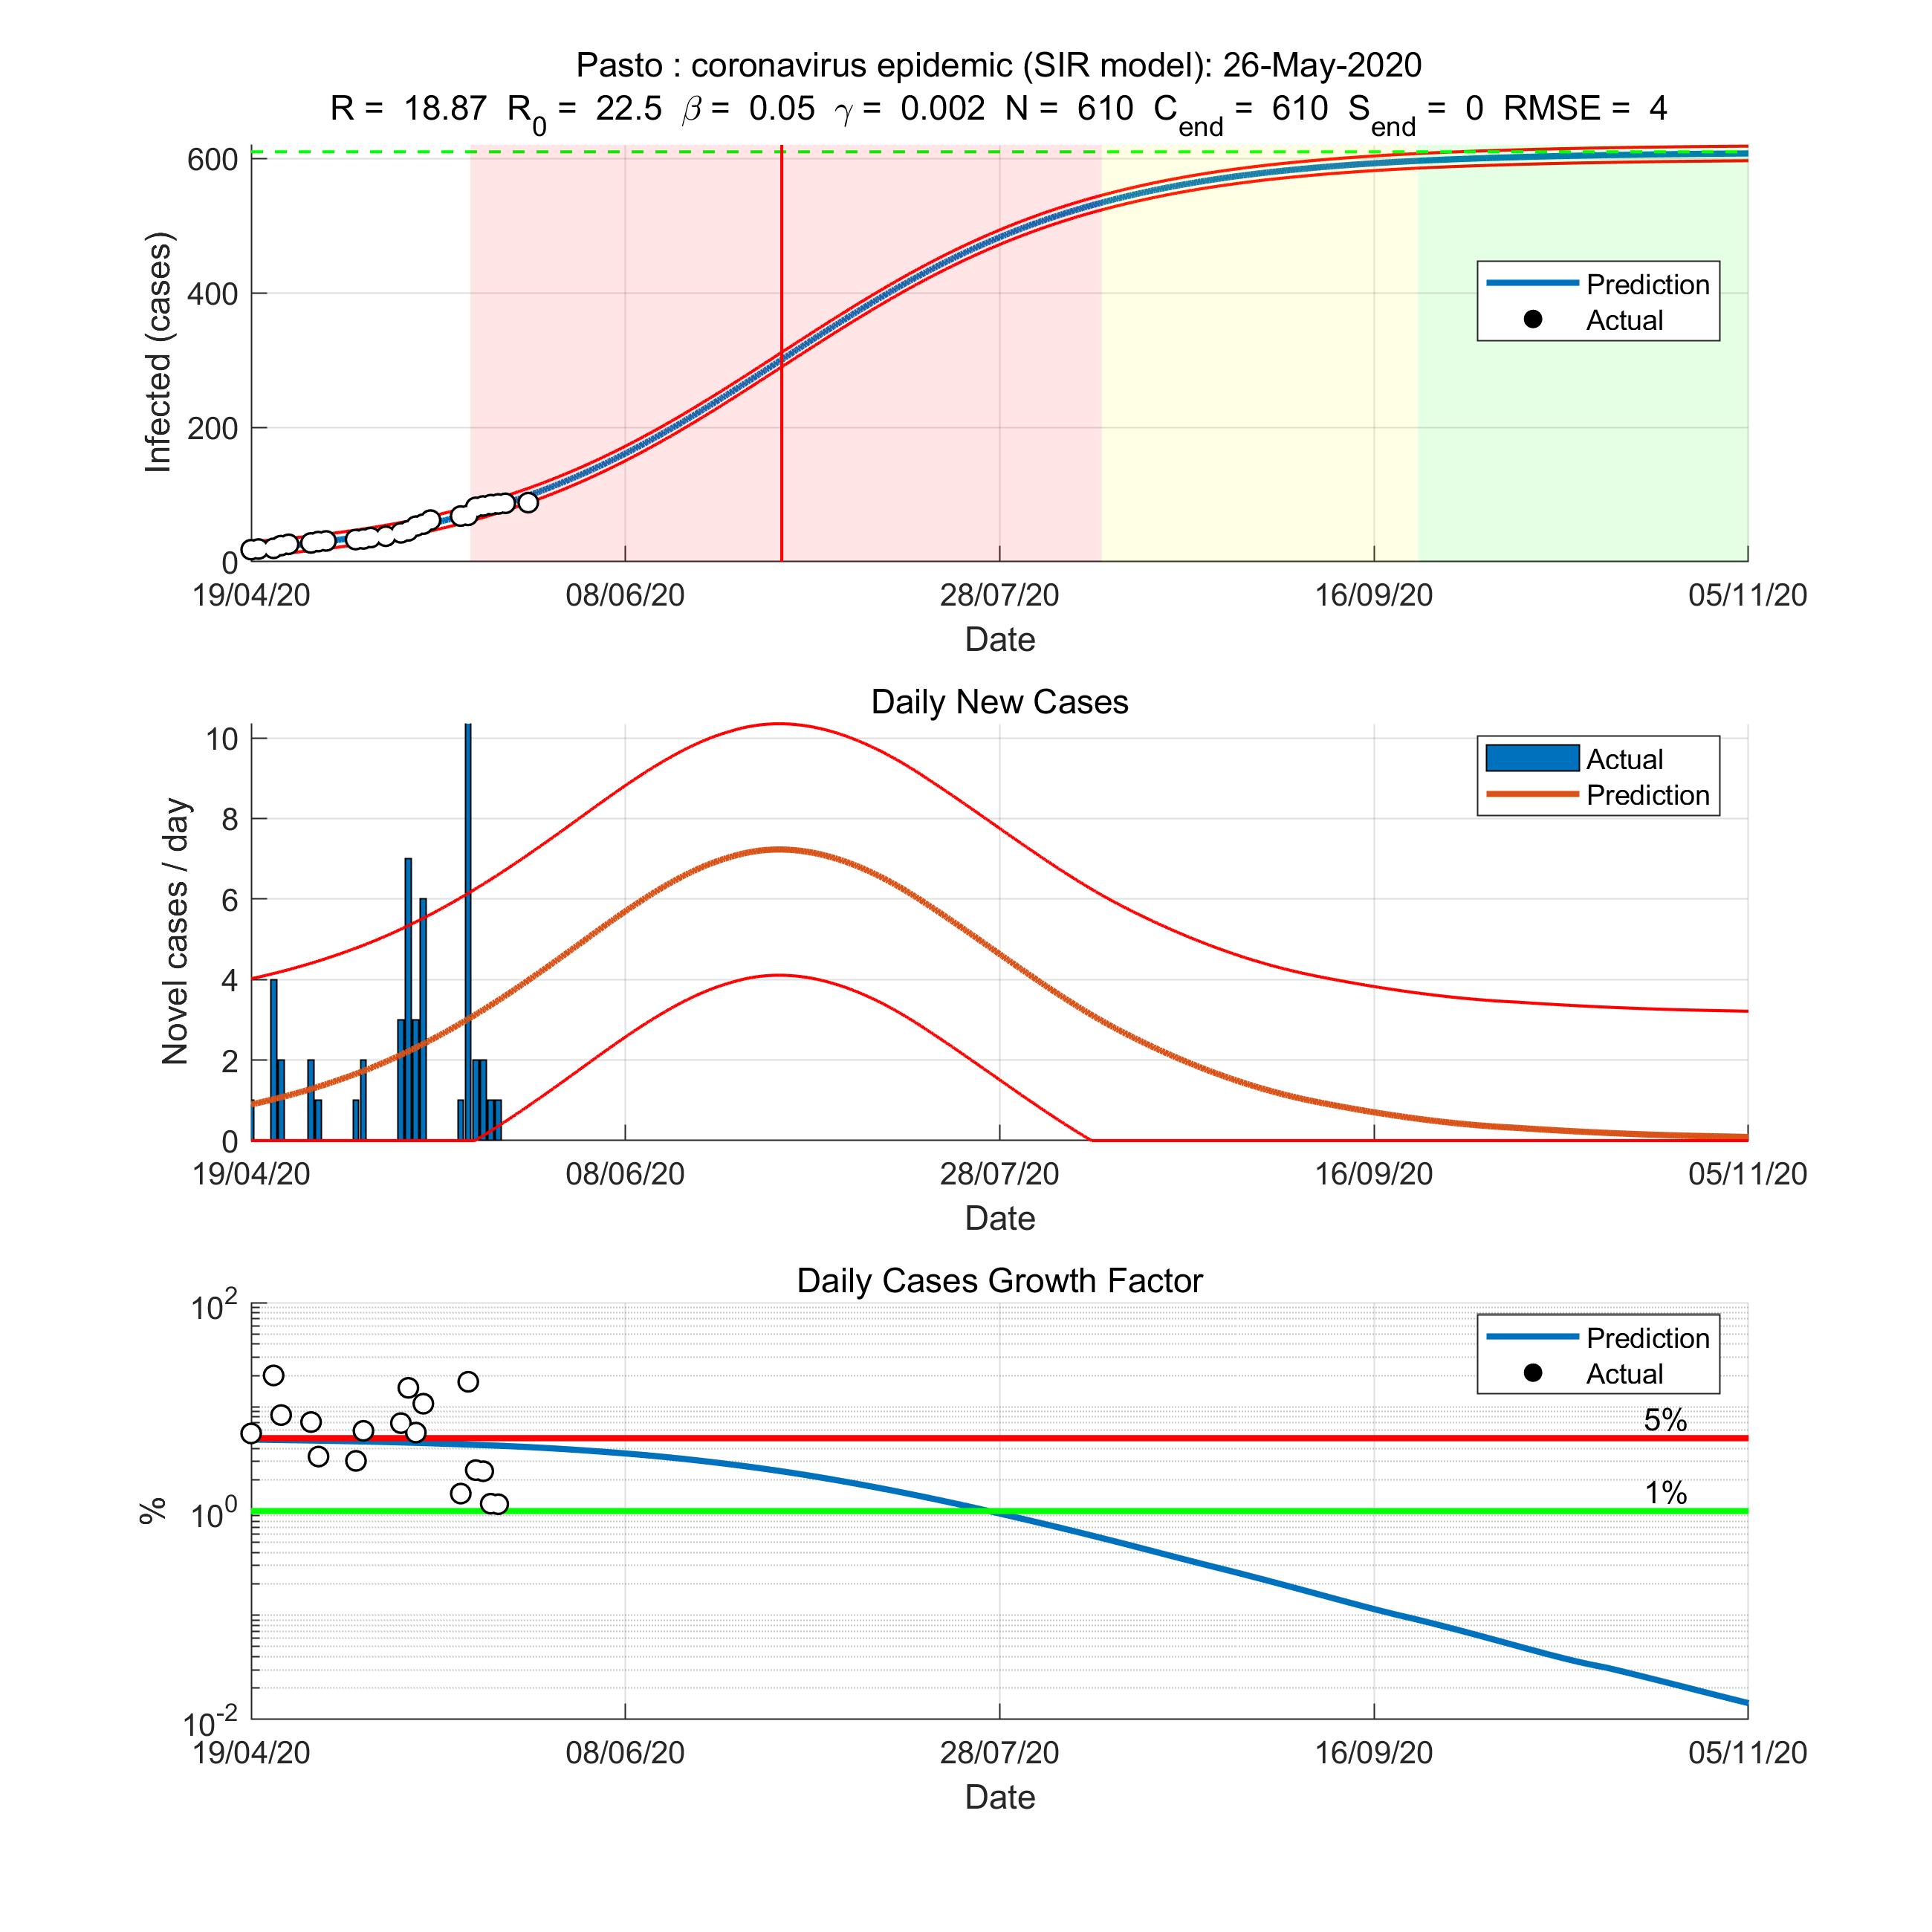 Pasto : coronavirus epidemic (SIR model): 26-May-2020
R = 18.87 R0 = 22.5 β = 0.05 γ = 0.002 N = 610 Cend = 610 Send = 0 RMSE = 4
600
400
200
0
Infected (cases)
Prediction
Actual
19/04/20 08/06/20 28/07/20 16/09/20 05/11/20
Date
Daily New Cases
10
8
6
4
2
0
Novel cases / day
Actual
Prediction
19/04/20 08/06/20 28/07/20 16/09/20 05/11/20
Date
Daily Cases Growth Factor
10^2
10^0
10^-2
%
Prediction
Actual
5%
1%
19/04/20 08/06/20 28/07/20 16/09/20 05/11/20
Date